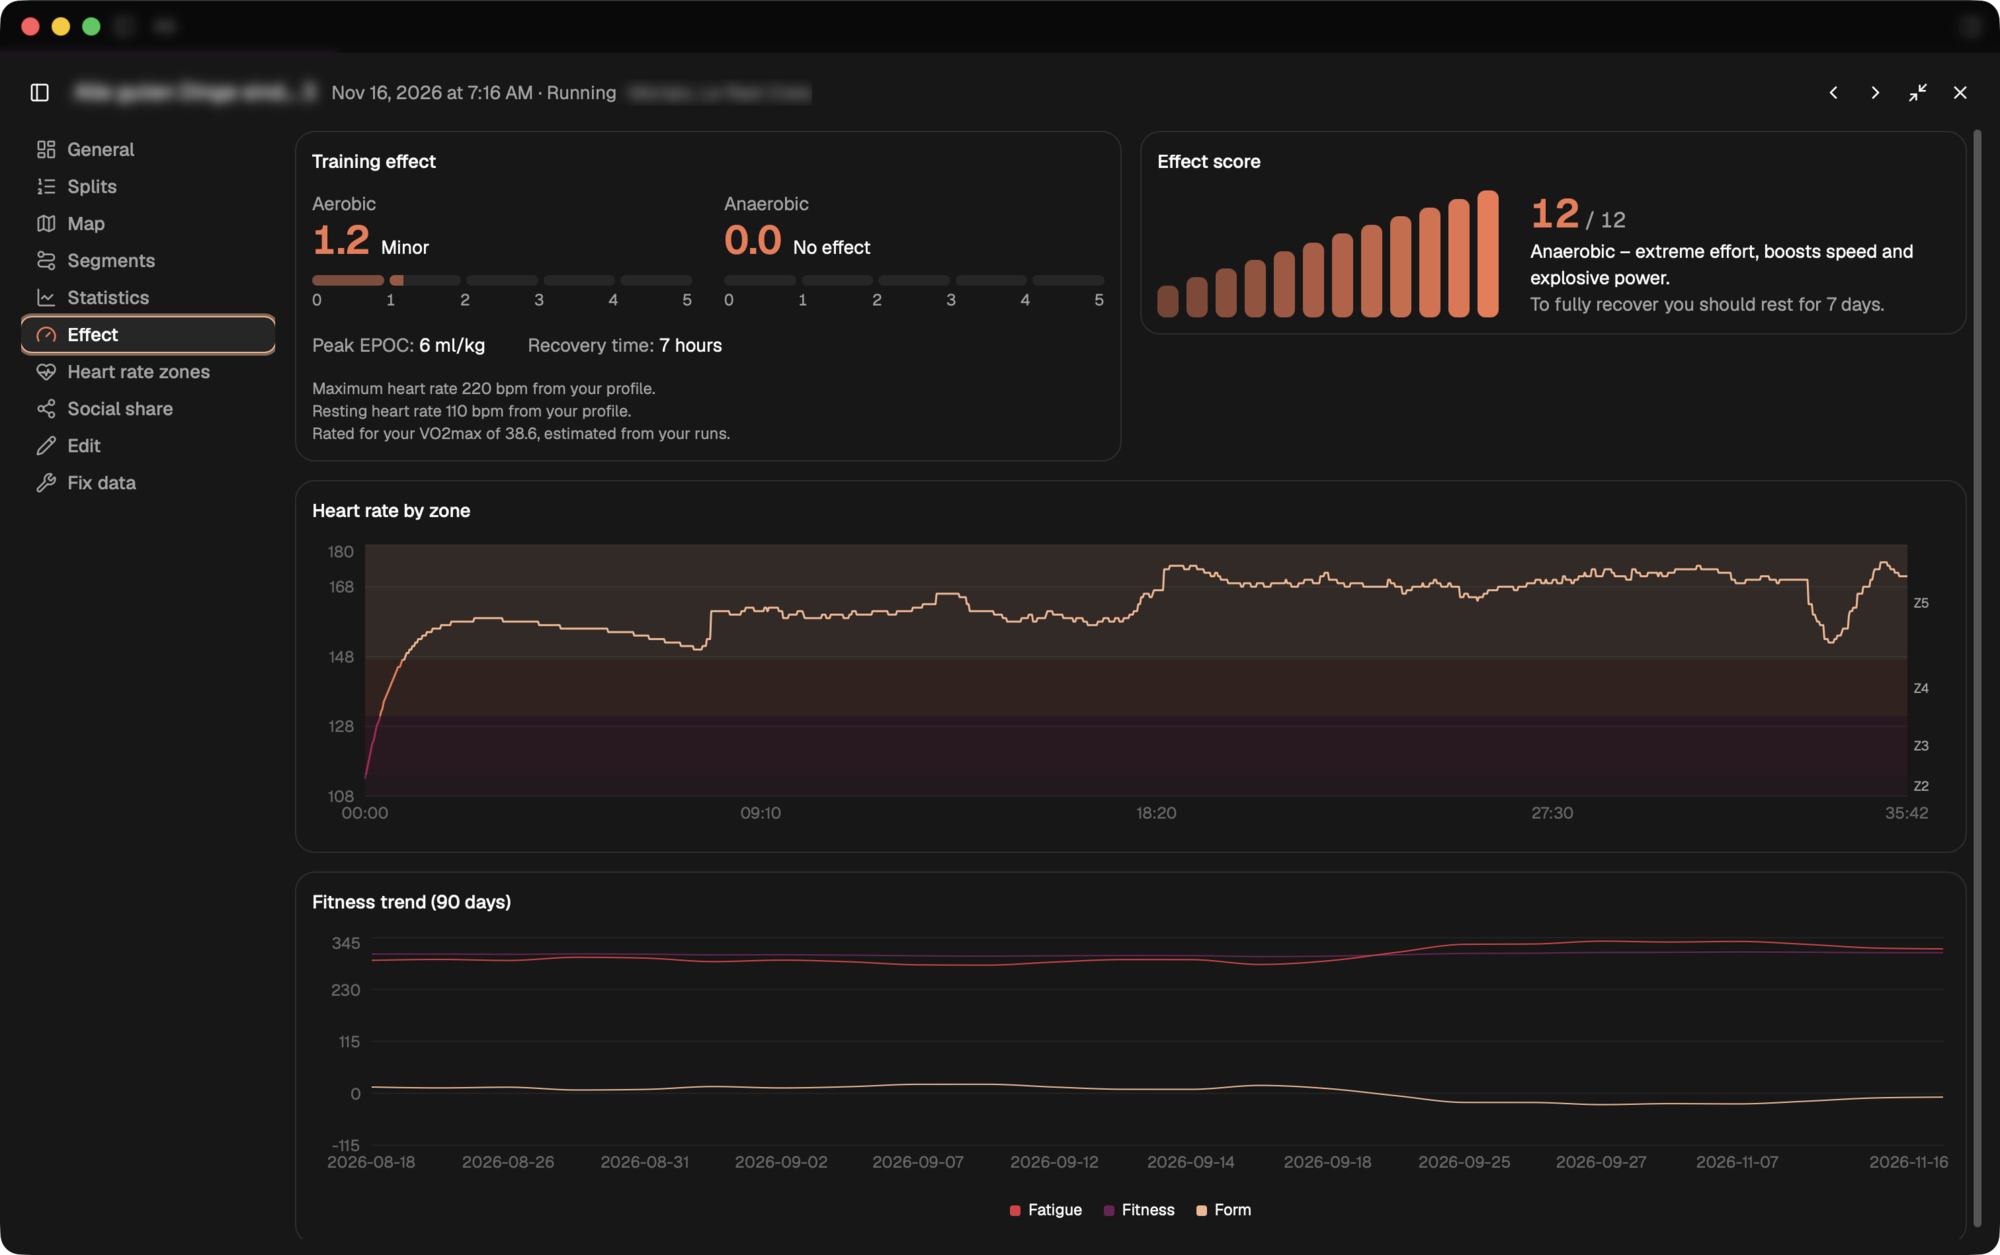 Nov 16, 2026 at 7:16 AM · Running
General
Splits
Map
Segments
Statistics
Effect
Heart rate zones
Social share
Edit
Fix data
Training effect
Aerobic
1.2 Minor
0 1 2 3 4 5
Anaerobic
0.0 No effect
0 1 2 3 4 5
Peak EPOC: 6 ml/kg Recovery time: 7 hours
Maximum heart rate 220 bpm from your profile.
Resting heart rate 110 bpm from your profile.
Rated for your VO2max of 38.6, estimated from your runs.
Effect score
12 / 12
Anaerobic – extreme effort, boosts speed and
explosive power.
To fully recover you should rest for 7 days.
Heart rate by zone
180
168
148
128
108
Z5
Z4
Z3
Z2
00:00 09:10 18:20 27:30 35:42
Fitness trend (90 days)
345
230
115
0
-115
2026-08-18 2026-08-26 2026-08-31 2026-09-02 2026-09-07 2026-09-12 2026-09-14 2026-09-18 2026-09-25 2026-09-27 2026-11-07 2026-11-16
Fatigue Fitness Form